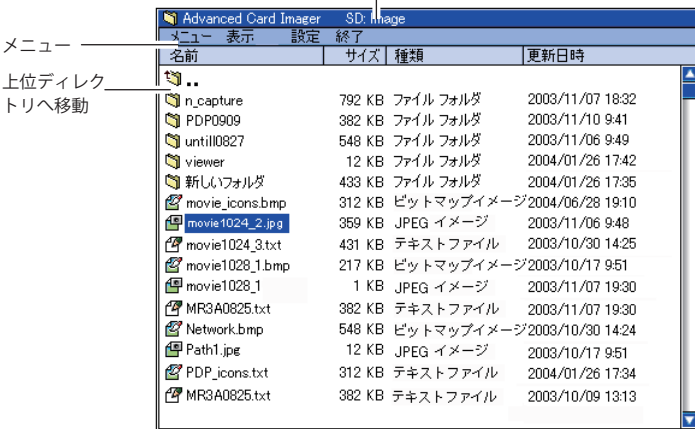 Advanced Card Imager SD: Image
メニュー 表示 設定 終了
名前 サイズ 種類 更新日時
..
n_capture 792 KB ファイル フォルダ 2003/11/07 18:32
PDP0909 382 KB ファイル フォルダ 2003/11/10 9:41
untill0827 548 KB ファイル フォルダ 2003/11/06 9:49
viewer 12 KB ファイル フォルダ 2004/01/26 17:42
新しいフォルダ 433 KB ファイル フォルダ 2004/01/26 17:35
movie_icons.bmp 312 KB ビットマップイメージ 2004/06/28 19:10
movie1024_2.jpg 359 KB JPEG イメージ 2003/11/06 9:48
movie1024_3.txt 431 KB テキストファイル 2003/10/30 14:25
movie1028_1.bmp 217 KB ビットマップイメージ 2003/10/17 9:51
movie1028_1 1 KB JPEG イメージ 2003/11/07 19:30
MR3A0825.txt 382 KB テキストファイル 2003/11/07 19:30
Network.bmp 548 KB ビットマップイメージ 2003/10/30 14:24
Path1.jpg 12 KB JPEG イメージ 2003/10/17 9:51
PDP_icons.txt 312 KB テキストファイル 2004/01/26 17:34
MR3A0825.txt 382 KB テキストファイル 2003/10/09 13:13
メニュー
上位ディレク
トリへ移動